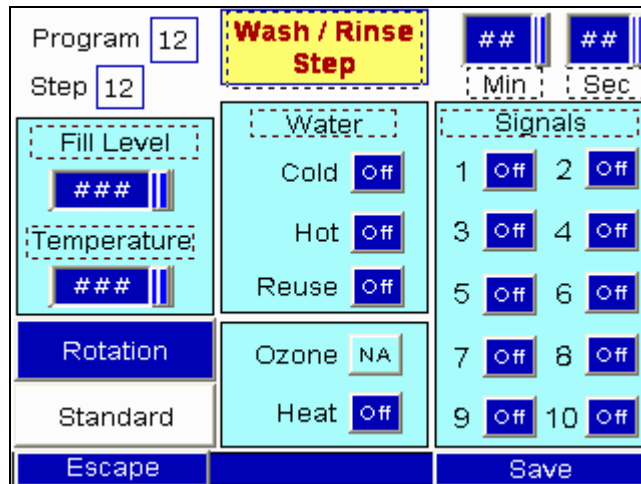 Program 12
Step 12
Wash / Rinse
Step
## ##
Min Sec
Fill Level
###
Temperature
###
Rotation
Standard
Water
Cold Off
Hot Off
Reuse Off
Ozone NA
Heat Off
Signals
1 Off 2 Off
3 Off 4 Off
5 Off 6 Off
7 Off 8 Off
9 Off 10 Off
Escape
Save